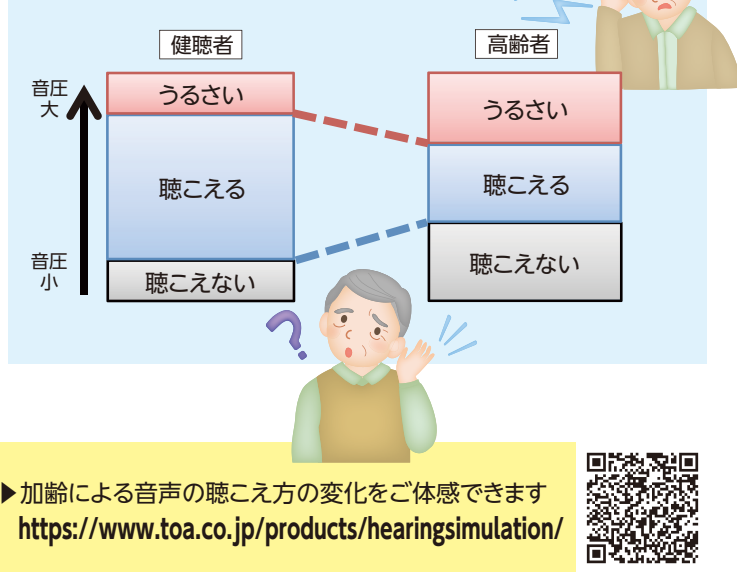 健聴者
高齢者
音圧
大
うるさい
うるさい
聴こえる
聴こえる
音圧
小
聴こえない
聴こえない
?
▶加齢による音声の聴こえ方の変化をご体感できます
https://www.toa.co.jp/products/hearingsimulation/